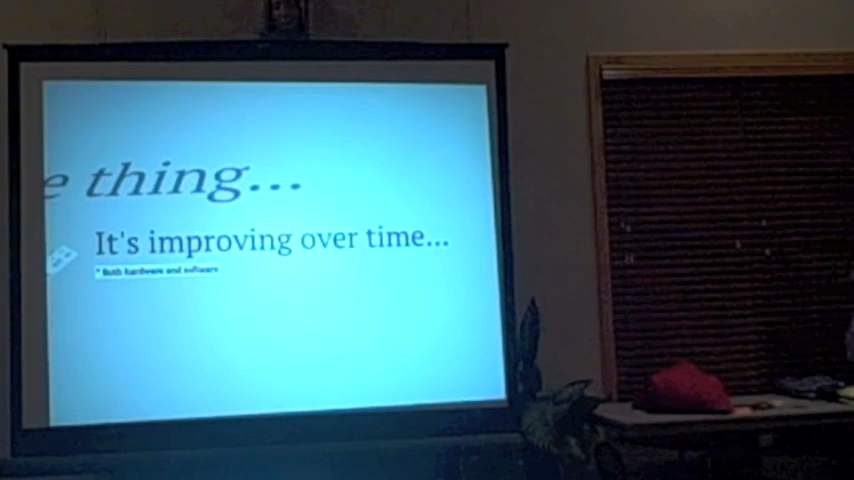 e thing...
It's improving over time...
* Both hardware and software